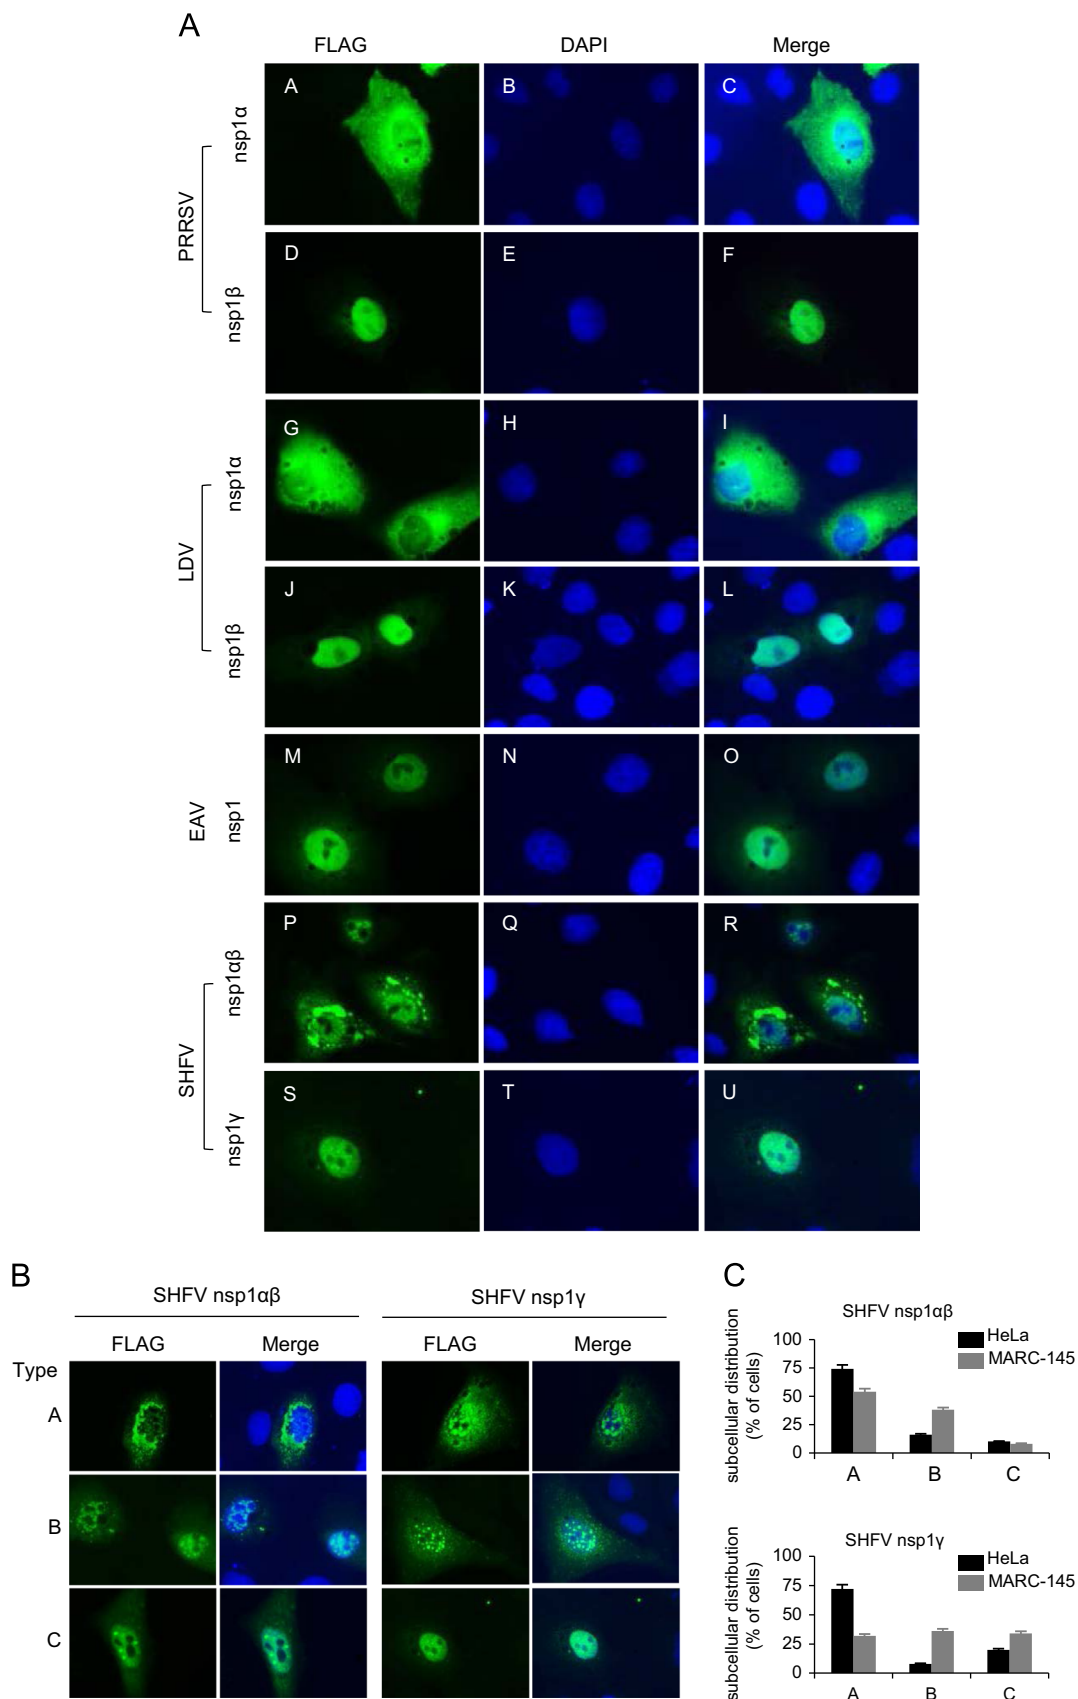 A
FLAG DAPI Merge
PRRSV
nsp1α
A B C
nsp1β
D E F
LDV
nsp1α
G H I
nsp1β
J K L
EAV
nsp1
M N O
SHFV
nsp1αβ
P Q R
nsp1γ
S T U
B
SHFV nsp1αβ SHFV nsp1γ
FLAG Merge FLAG Merge
Type
A
B
C
C
SHFV nsp1αβ
HeLa
MARC-145
subcellular distribution
(% of cells)
100
75
50
25
0
A B C
SHFV nsp1γ
HeLa
MARC-145
subcellular distribution
(% of cells)
100
75
50
25
0
A B C